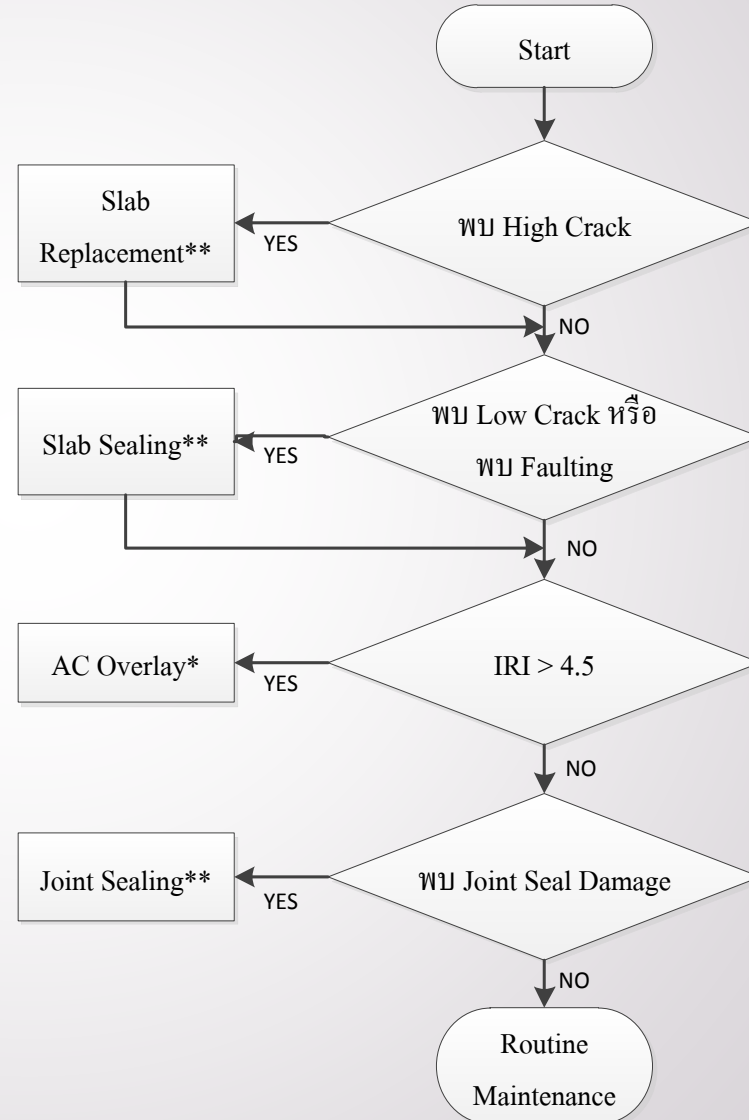 Start
พบ High Crack
YES
Slab
Replacement**
NO
พบ Low Crack หรือ
พบ Faulting
YES
Slab Sealing**
NO
IRI > 4.5
YES
AC Overlay*
NO
พบ Joint Seal Damage
YES
Joint Sealing**
NO
Routine
Maintenance